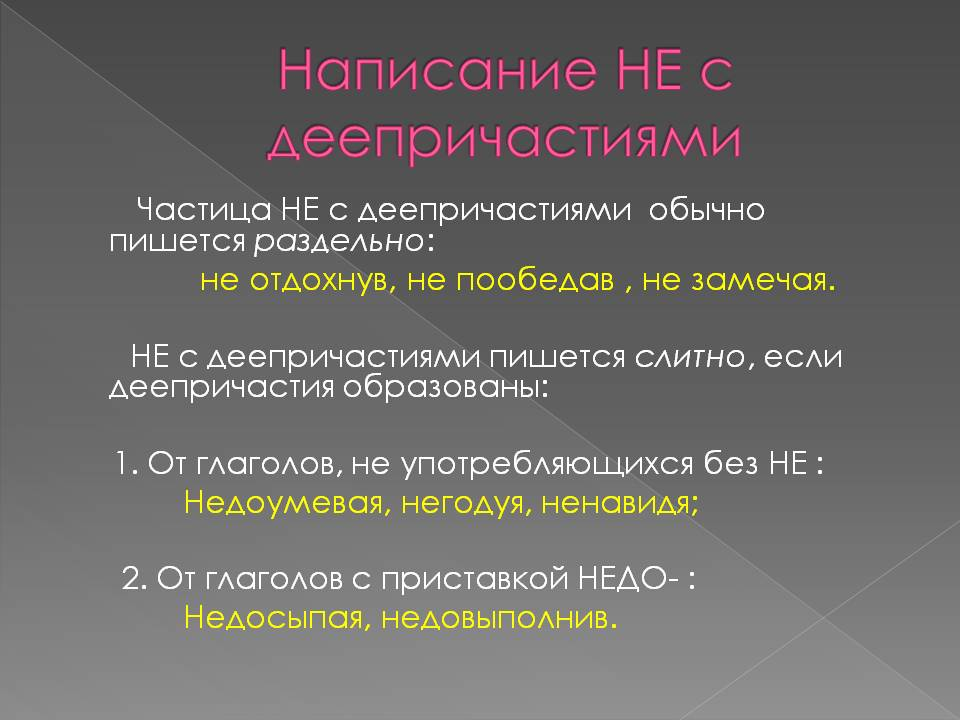 Написание НЕ с
деепричастиями
Частица НЕ с деепричастиями обычно
пишется раздельно:
не отдохнув, не пообедав , не замечая.
НЕ с деепричастиями пишется слитно, если
деепричастия образованы:
1. От глаголов, не употребляющихся без НЕ :
Недоумевая, негодуя, ненавидя;
2. От глаголов с приставкой НЕДО- :
Недосыпая, недовыполнив.